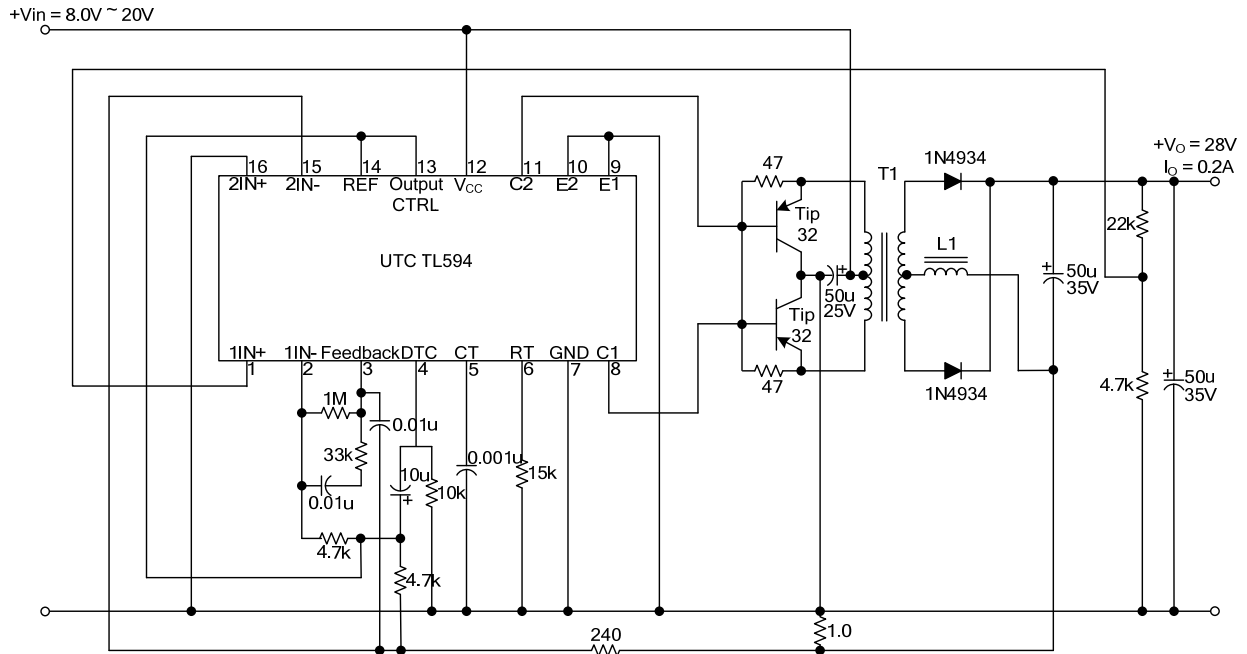 +Vin = 8.0V ~ 20V
+VO = 28V
IO = 0.2A
16 15 14 13 12 11 10 9
2IN+ 2IN- REF Output CTRL VCC C2 E2 E1
UTC TL594
1IN+ 1IN- Feedback DTC CT RT GND C1
1 2 3 4 5 6 7 8
47
T1
1N4934
Tip
32
L1
22k
50u
35V
50u
25V
Tip
32
47
1N4934
4.7k
50u
35V
1M
0.01u
33k
0.01u
10u
10k
0.001u
15k
4.7k
4.7k
240
1.0